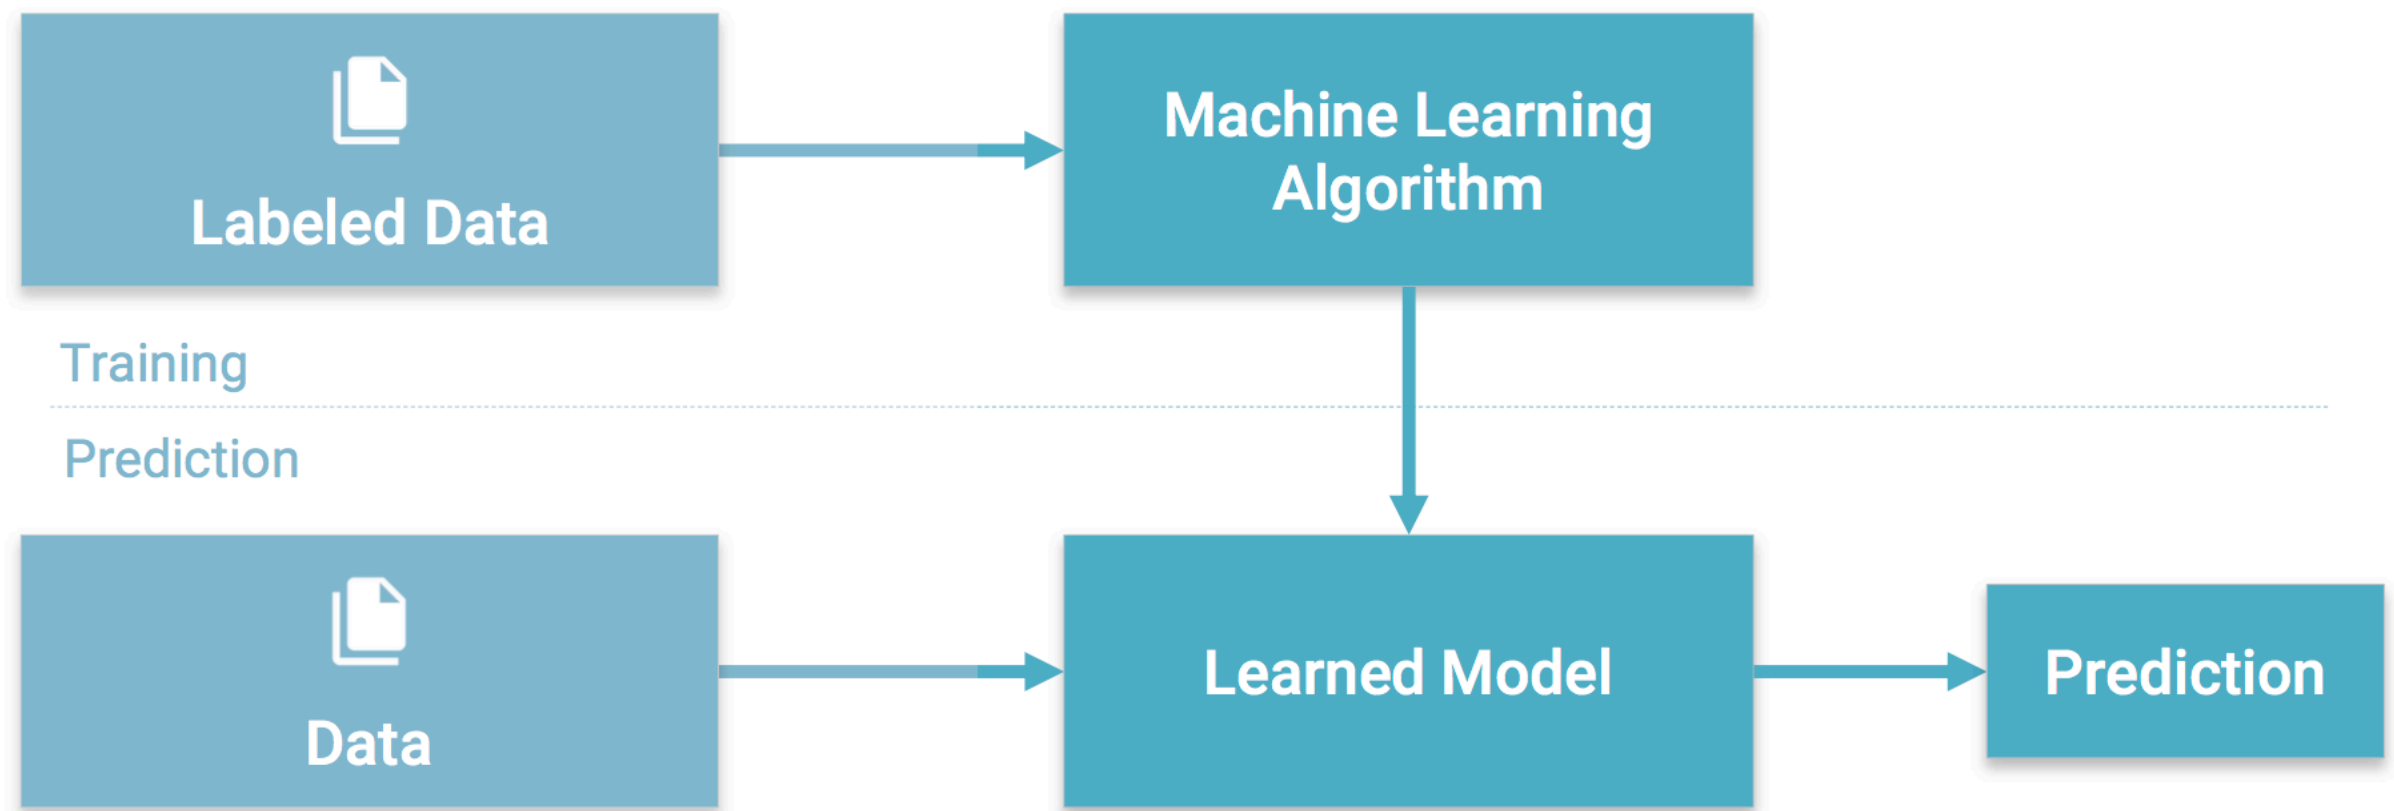 Labeled Data
Machine Learning
Algorithm
Training
Prediction
Data
Learned Model
Prediction